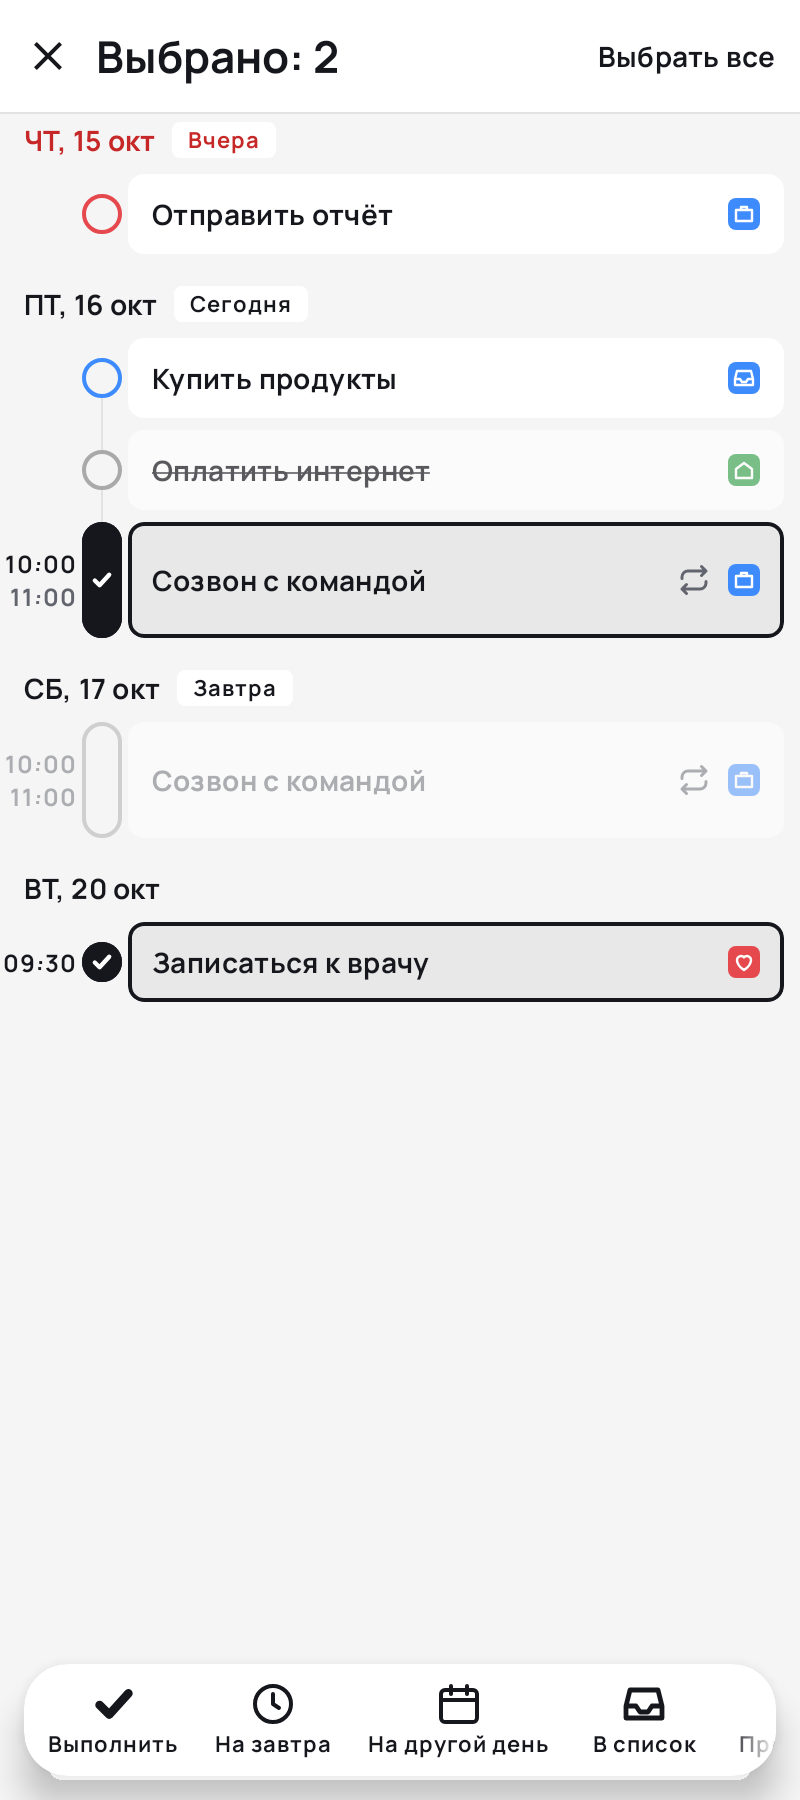 Выбрано: 2
Выбрать все
ЧТ, 15 окт Вчера
Отправить отчёт
ПТ, 16 окт Сегодня
Купить продукты
Оплатить интернет
10:00
11:00
Созвон с командой
СБ, 17 окт Завтра
10:00
11:00
Созвон с командой
ВТ, 20 окт
09:30
Записаться к врачу
Выполнить
На завтра
На другой день
В список